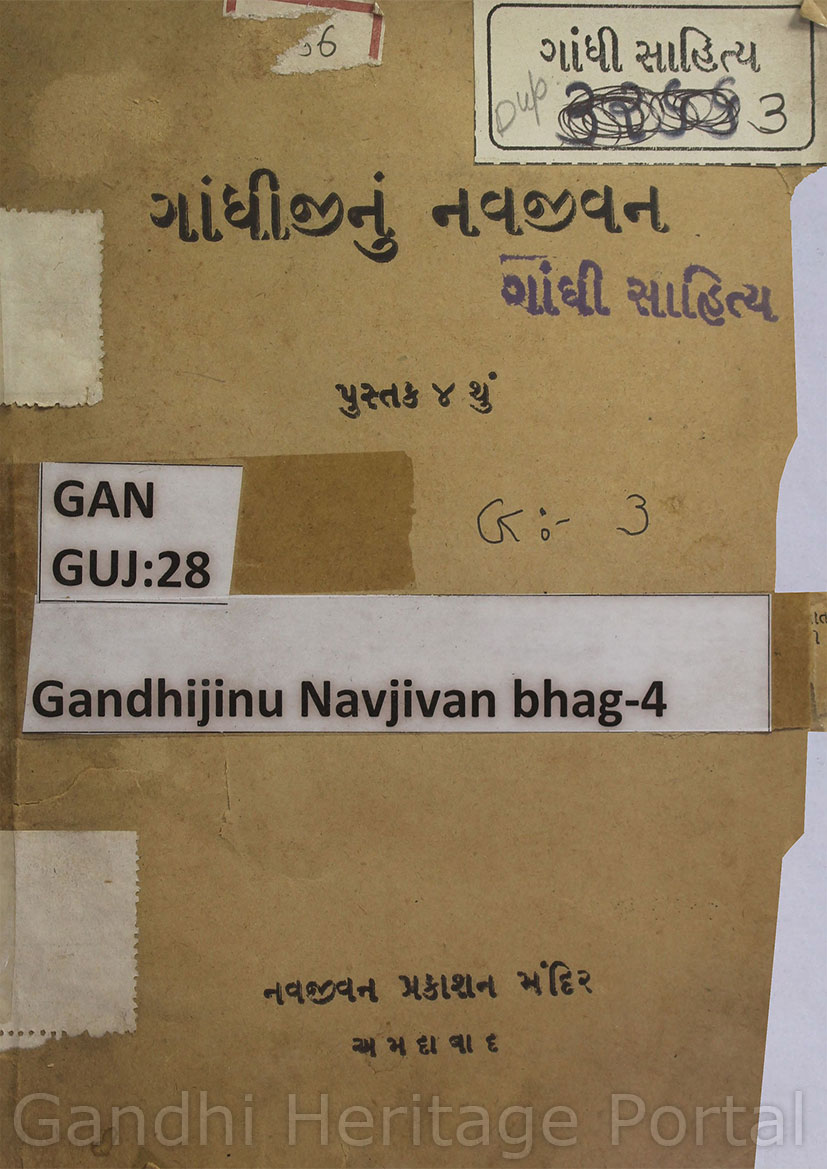 ગાંધી સાહિત્ય
Dup
3
ગાંધીજીનું નવજીવન
ગાંધી સાહિત્ય
પુસ્તક ૪ થું
GAN
GUJ:28
Gandhijinu Navjivan bhag-4
નવજીવન પ્રકાશન મંદિર
અમદાવાદ
Gandhi Heritage Portal